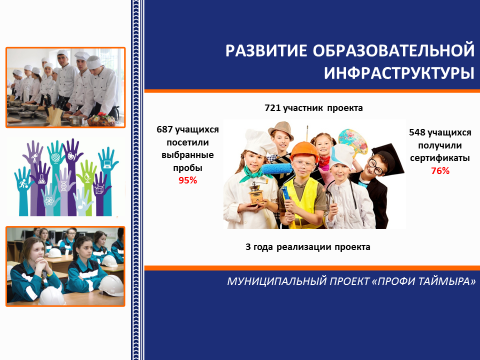 РАЗВИТИЕ ОБРАЗОВАТЕЛЬНОЙ
ИНФРАСТРУКТУРЫ
721 участник проекта
687 учащихся
посетили
выбранные
пробы
95%
548 учащихся
получили
сертификаты
76%
3 года реализации проекта
МУНИЦИПАЛЬНЫЙ ПРОЕКТ «ПРОФИ ТАЙМЫРА»